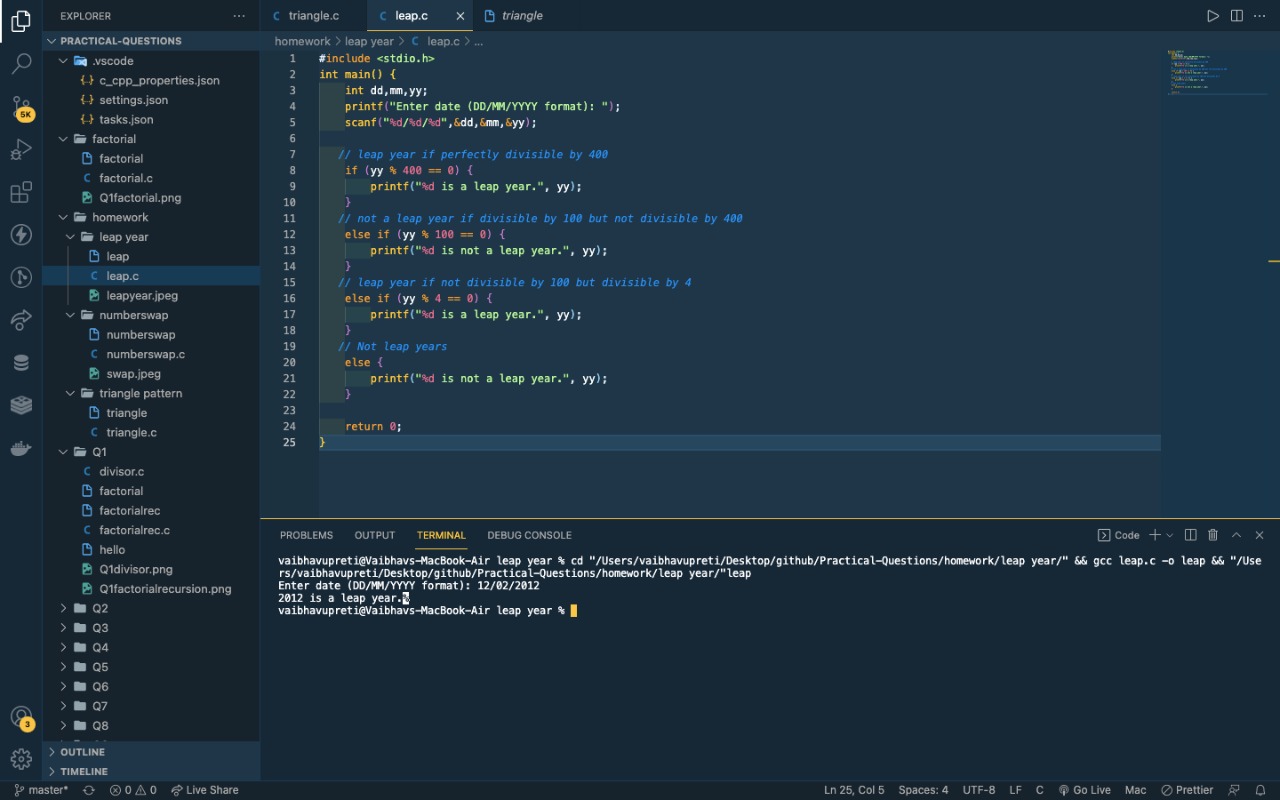 EXPLORER
PRACTICAL-QUESTIONS
.vscode
c_cpp_properties.json
settings.json
tasks.json
factorial
factorial
factorial.c
Q1factorial.png
homework
leap year
leap
leap.c
leapyear.jpeg
numberswap
numberswap
numberswap.c
swap.jpeg
triangle pattern
triangle
triangle.c
Q1
divisor.c
factorial
factorialrec
factorialrec.c
hello
Q1divisor.png
Q1factorialrecursion.png
Q2
Q3
Q4
Q5
Q6
Q7
Q8
OUTLINE
TIMELINE
5K
3
triangle.c leap.c triangle
homework > leap year > C leap.c > ...
1 #include <stdio.h>
2 int main() {
3 int dd,mm,yy;
4 printf("Enter date (DD/MM/YYYY format): ");
5 scanf("%d/%d/%d",&dd,&mm,&yy);
6
7 // leap year if perfectly divisible by 400
8 if (yy % 400 == 0) {
9 printf("%d is a leap year.", yy);
10 }
11 // not a leap year if divisible by 100 but not divisible by 400
12 else if (yy % 100 == 0) {
13 printf("%d is not a leap year.", yy);
14 }
15 // leap year if not divisible by 100 but divisible by 4
16 else if (yy % 4 == 0) {
17 printf("%d is a leap year.", yy);
18 }
19 // Not leap years
20 else {
21 printf("%d is not a leap year.", yy);
22 }
23
24 return 0;
25 }
PROBLEMS OUTPUT TERMINAL DEBUG CONSOLE Code
vaibhavupreti@Vaibhavs-MacBook-Air leap year % cd "/Users/vaibhavupreti/Desktop/github/Practical-Questions/homework/leap year/" && gcc leap.c -o leap && "/Use
rs/vaibhavupreti/Desktop/github/Practical-Questions/homework/leap year/"leap
Enter date (DD/MM/YYYY format): 12/02/2012
2012 is a leap year.%
vaibhavupreti@Vaibhavs-MacBook-Air leap year %
master* 0 0 Live Share Ln 25, Col 5 Spaces: 4 UTF-8 LF C Go Live Mac Prettier